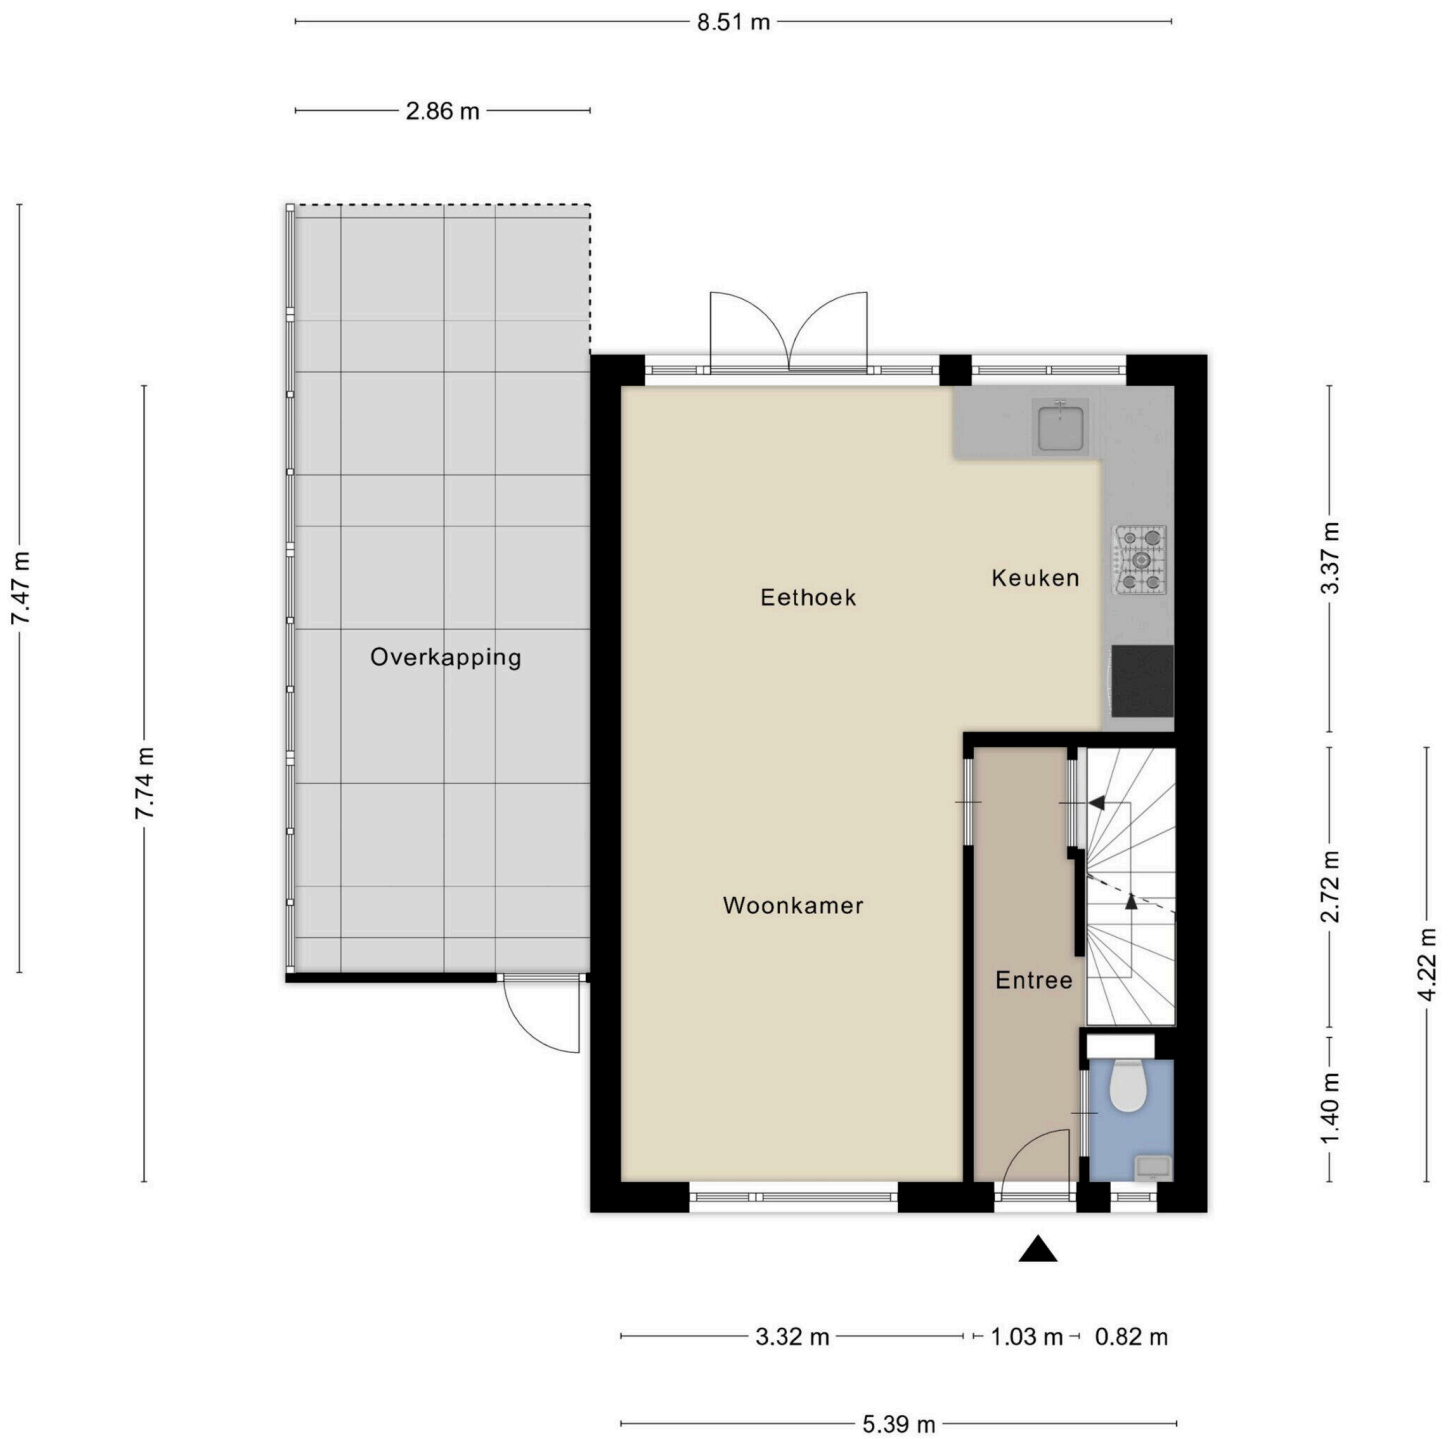 8.51 m
2.86 m
7.47 m
7.74 m
Overkapping
Eethoek
Keuken
Woonkamer
Entree
3.37 m
2.72 m
4.22 m
1.40 m
3.32 m
1.03 m
0.82 m
5.39 m